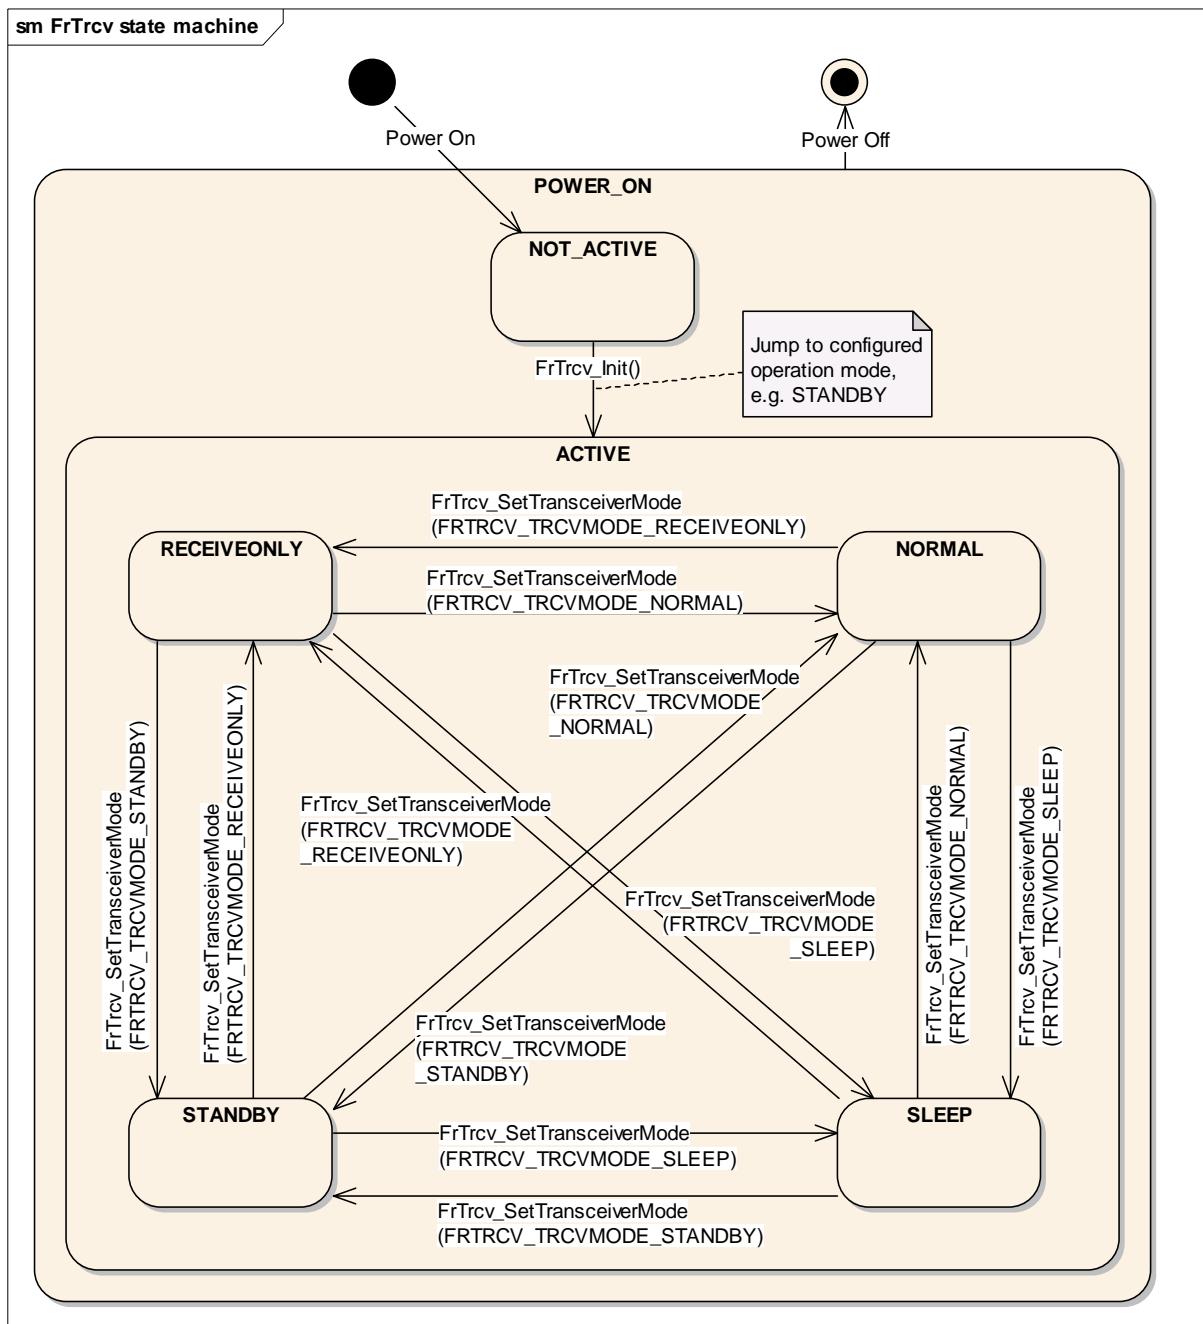 sm FrTrcv state machine
Power On
Power Off
POWER_ON
NOT_ACTIVE
FrTrcv_Init()
Jump to configured
operation mode,
e.g. STANDBY
ACTIVE
FrTrcv_SetTransceiverMode
(FRTRCV_TRCVMODE_RECEIVEONLY)
RECEIVEONLY
NORMAL
FrTrcv_SetTransceiverMode
(FRTRCV_TRCVMODE_NORMAL)
FrTrcv_SetTransceiverMode
(FRTRCV_TRCVMODE
_NORMAL)
FrTrcv_SetTransceiverMode
(FRTRCV_TRCVMODE_STANDBY)
FrTrcv_SetTransceiverMode
(FRTRCV_TRCVMODE_RECEIVEONLY)
FrTrcv_SetTransceiverMode
(FRTRCV_TRCVMODE
_RECEIVEONLY)
FrTrcv_SetTransceiverMode
(FRTRCV_TRCVMODE
_SLEEP)
FrTrcv_SetTransceiverMode
(FRTRCV_TRCVMODE_NORMAL)
FrTrcv_SetTransceiverMode
(FRTRCV_TRCVMODE_SLEEP)
FrTrcv_SetTransceiverMode
(FRTRCV_TRCVMODE
_STANDBY)
STANDBY
SLEEP
FrTrcv_SetTransceiverMode
(FRTRCV_TRCVMODE_SLEEP)
FrTrcv_SetTransceiverMode
(FRTRCV_TRCVMODE_STANDBY)